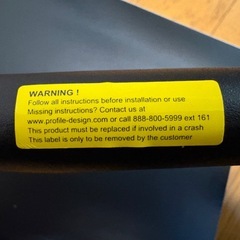 WARNING !
Follow all instructions before installation or use
Missing instructions? Contact us at
www.profile-design.com or call 888-800-5999 ext 161
This product must be replaced if involved in a crash
This label is only to be removed by the customer